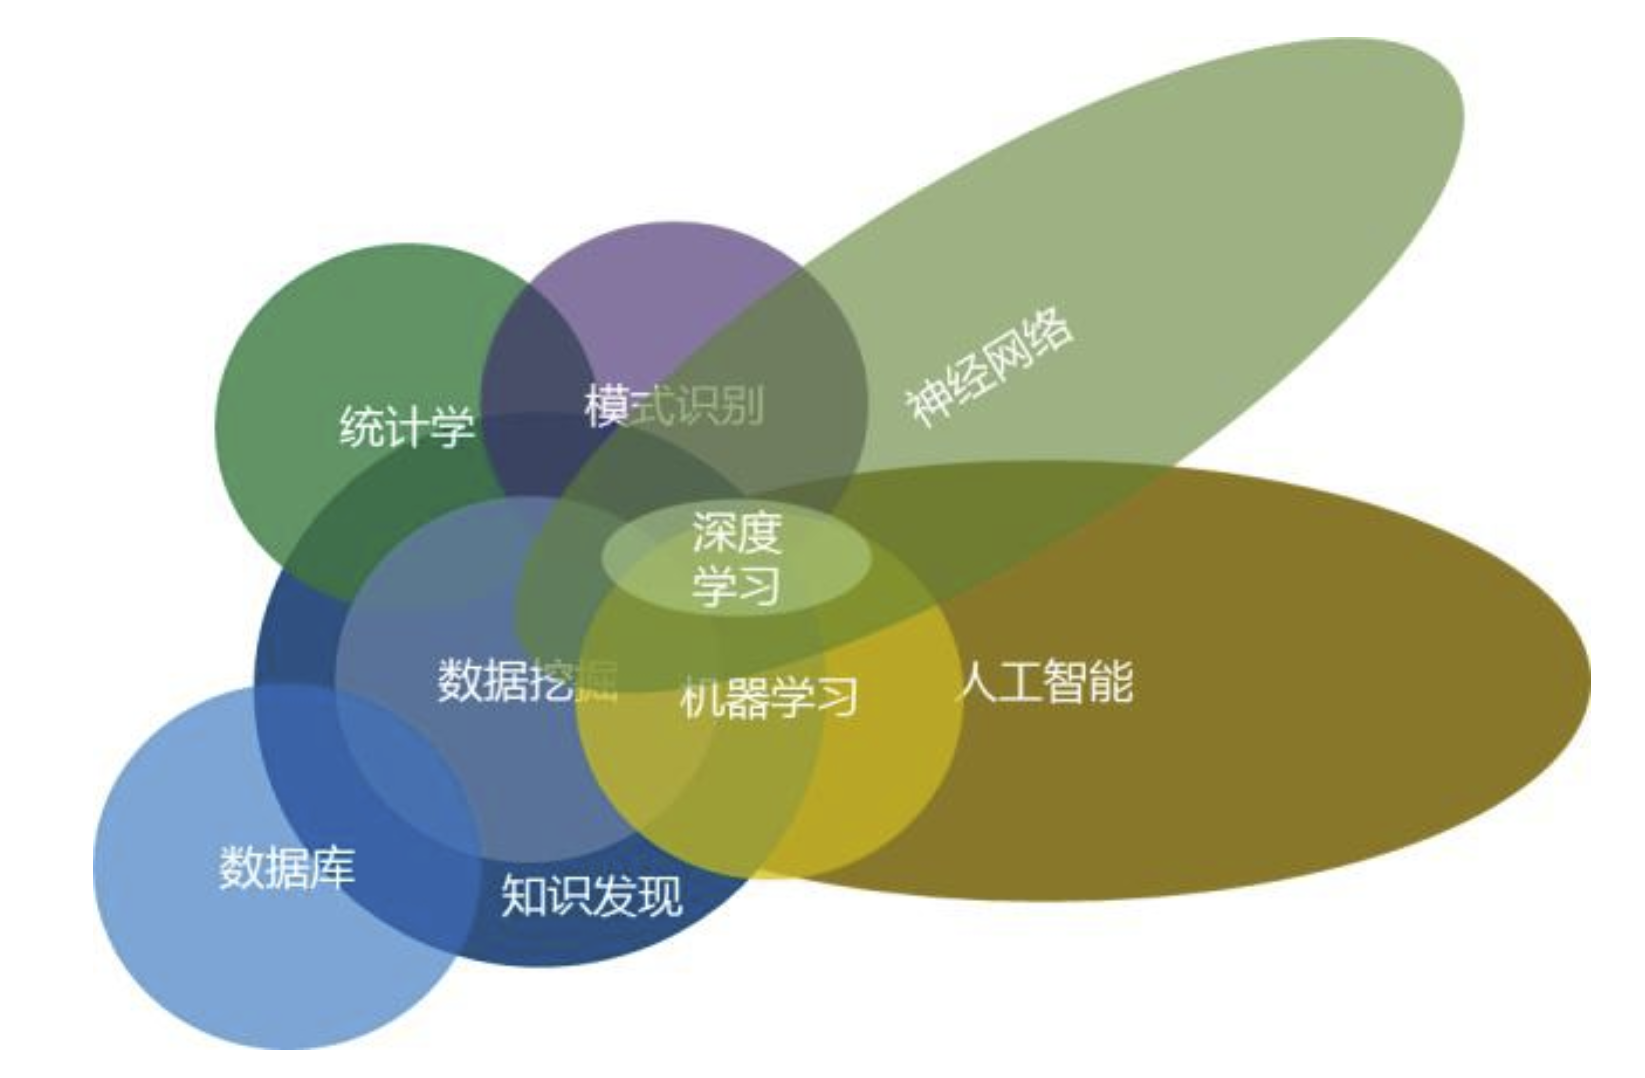 神经网络
模式识别
统计学
深度
学习
数据挖掘
机器学习
人工智能
数据库
知识发现